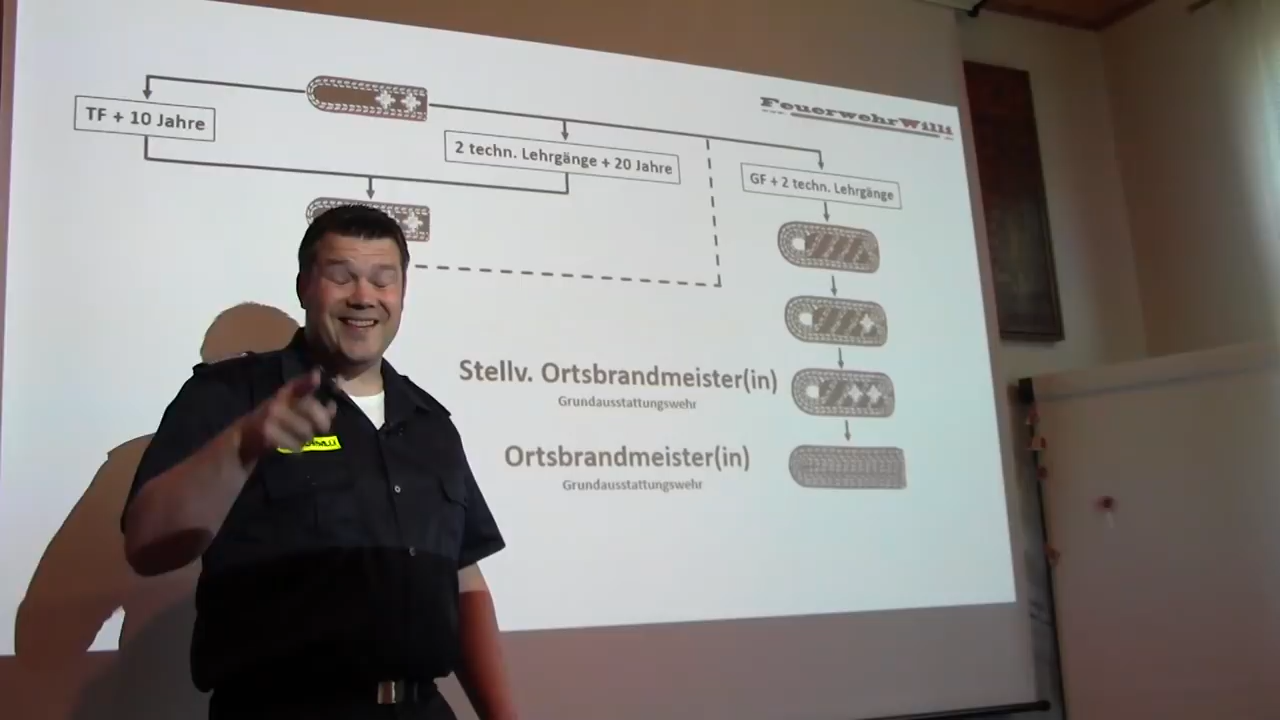 FeuerwehrWilli
TF + 10 Jahre
2 techn. Lehrgänge + 20 Jahre
GF + 2 techn. Lehrgänge
Stellv. Ortsbrandmeister(in)
Grundausstattungswehr
Ortsbrandmeister(in)
Grundausstattungswehr